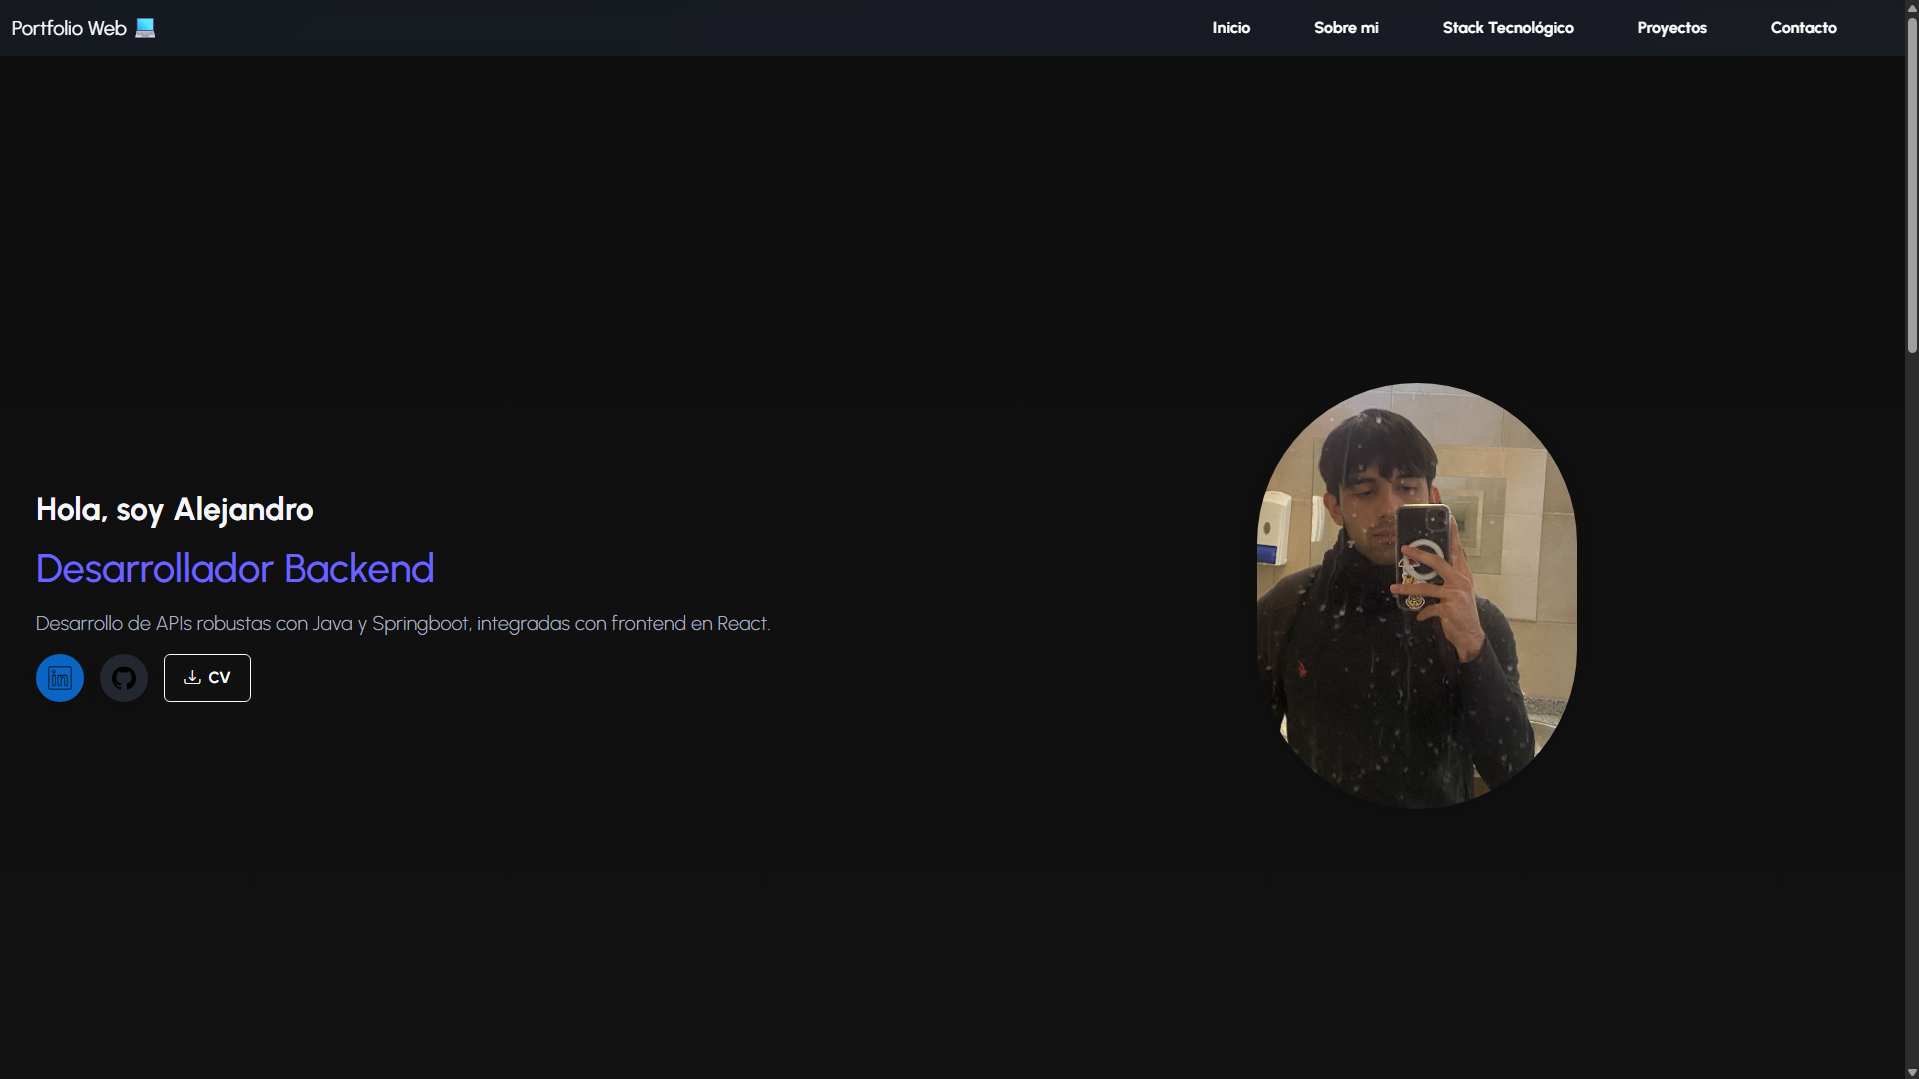 Portfolio Web 💻
Inicio
Sobre mi
Stack Tecnológico
Proyectos
Contacto
Hola, soy Alejandro
Desarrollador Backend
Desarrollo de APIs robustas con Java y Springboot, integradas con frontend en React.
in
CV